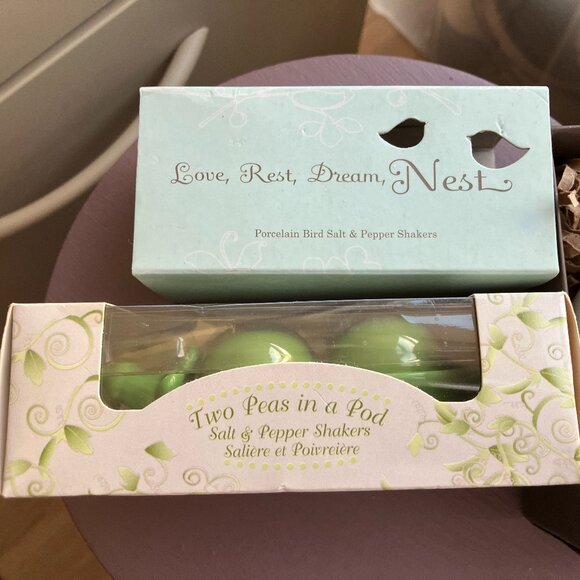 Love, Rest, Dream, Nest
Porcelain Bird Salt & Pepper Shakers
Two Peas in a Pod
Salt & Pepper Shakers
Salière et Poivreière